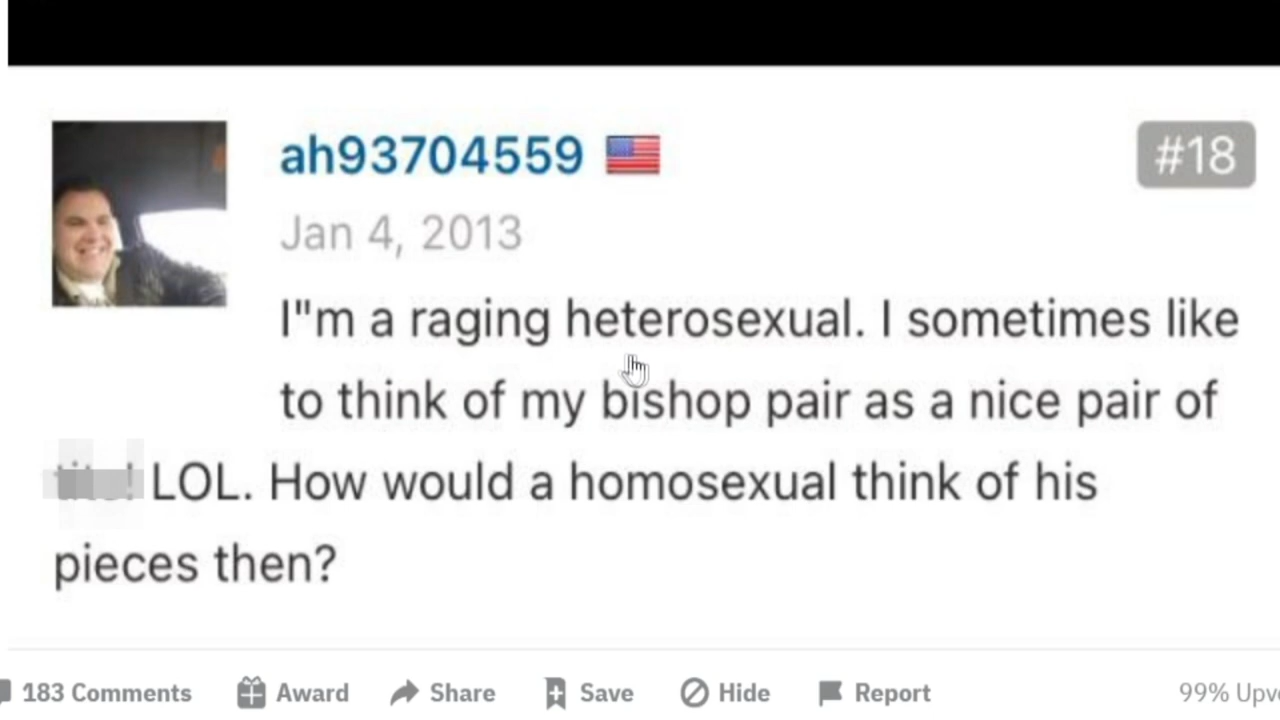 ah93704559
#18
Jan 4, 2013
I"m a raging heterosexual. I sometimes like
to think of my bishop pair as a nice pair of
LOL. How would a homosexual think of his
pieces then?
183 Comments Award Share Save Hide Report 99%